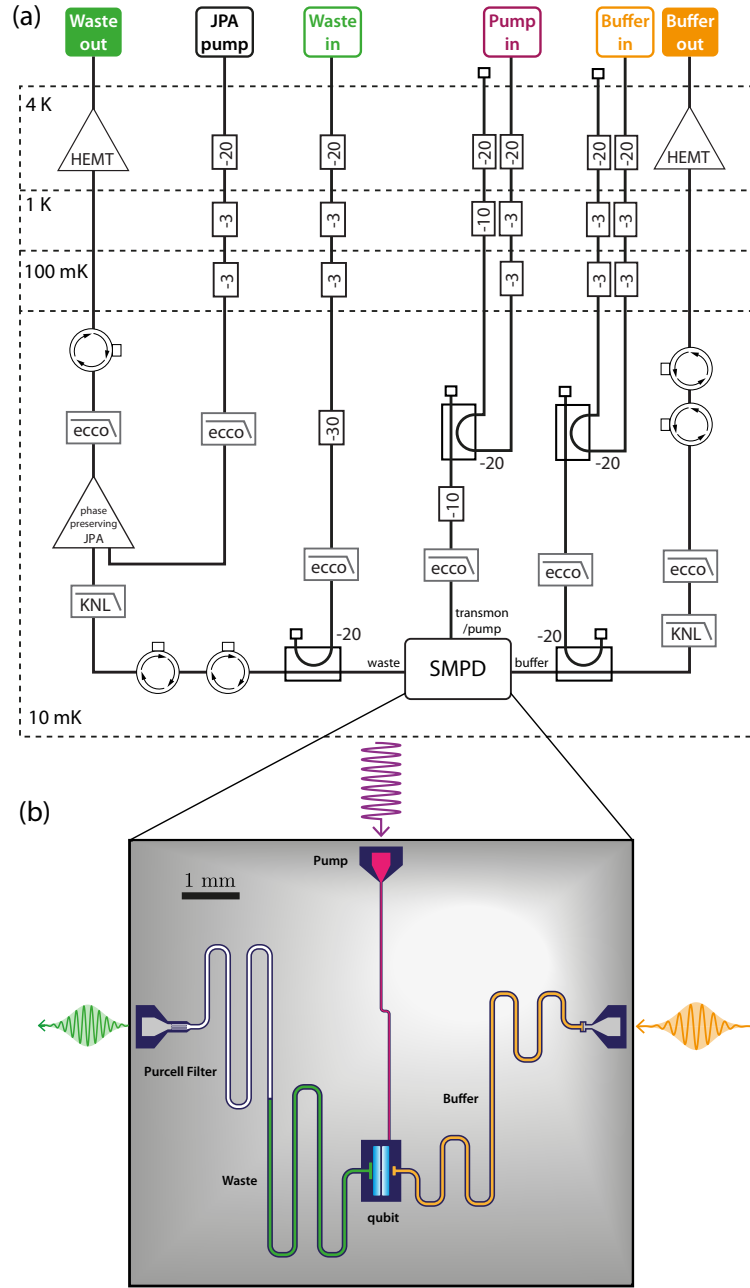 (a)
Waste
out
JPA
pump
Waste
in
Pump
in
Buffer
in
Buffer
out
4 K
HEMT
-20
-20
-20
-20
-20
-20
HEMT
1 K
-3
-3
-10
-3
-3
-3
100 mK
-3
-3
-3
-3
-3
ecco
ecco
-30
-20
-20
phase
preserving
JPA
-10
ecco
ecco
ecco
ecco
KNL
transmon
/pump
KNL
-20
-20
waste
SMPD
buffer
10 mK
(b)
Pump
1 mm
Purcell Filter
Buffer
Waste
qubit